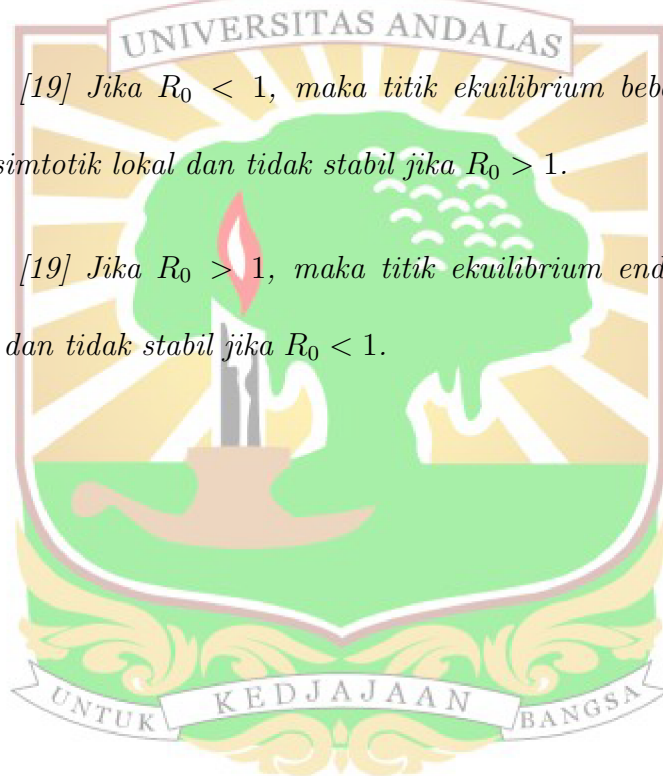 UNIVERSITAS ANDALAS
[19] Jika R₀ < 1, maka titik ekuilibrium beb
simtotik lokal dan tidak stabil jika R₀ > 1.
[19] Jika R₀ > 1, maka titik ekuilibrium end
dan tidak stabil jika R₀ < 1.
UNTUK KEDJAJAAN BANGSA